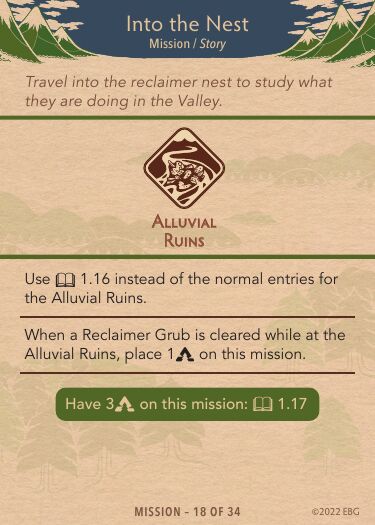 Into the Nest
Mission / Story
Travel into the reclaimer nest to study what
they are doing in the Valley.
ALLUVIAL
RUINS
Use 1.16 instead of the normal entries for
the Alluvial Ruins.
When a Reclaimer Grub is cleared while at the
Alluvial Ruins, place 1 on this mission.
Have 3 on this mission: 1.17
MISSION - 18 OF 34
©2022 EBG